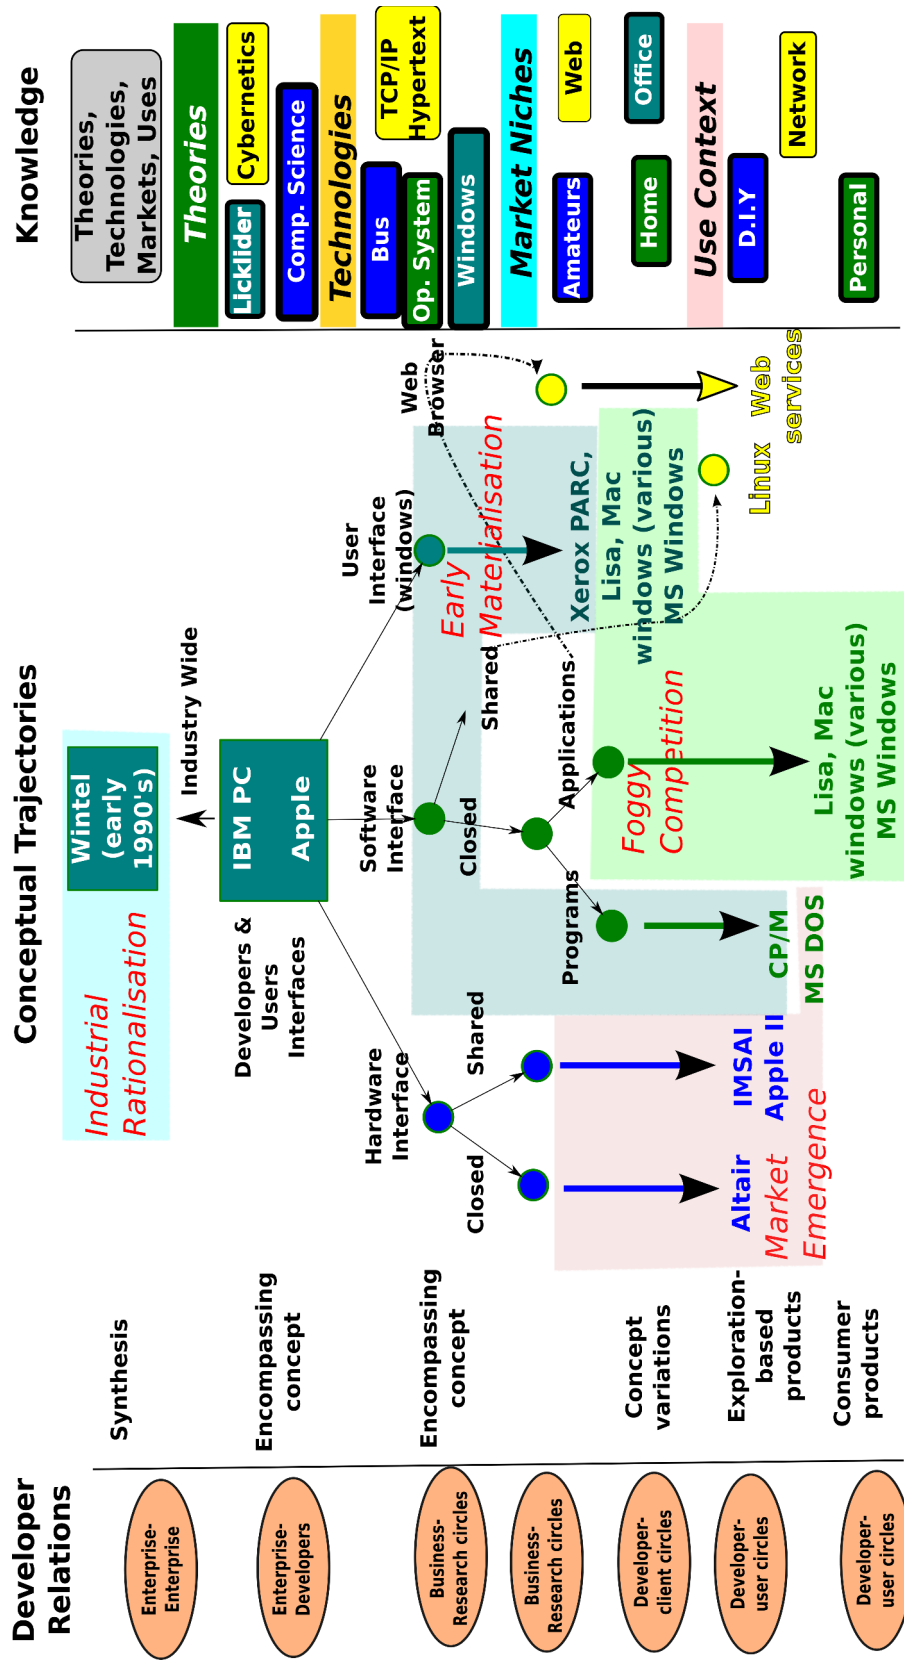 Developer
Relations
Enterprise-
Enterprise
Enterprise-
Developers
Business-
Research circles
Business-
Research circles
Developer-
client circles
Developer-
user circles
Developer-
user circles
Synthesis
Encompassing
concept
Encompassing
concept
Concept
variations
Exploration-
based
products
Consumer
products
Conceptual Trajectories
Industrial
Rationalisation
Wintel
(early
1990's)
Industry Wide
Developers &
Users
Interfaces
IBM PC
Apple
Hardware
Interface
Software
Interface
User
Interface
(windows)
Closed
Shared
Closed
Shared
Early
Materialisation
Web
Browser
Programs
Applications
Foggy
Competition
Altair
IMSAI
Apple II
Market
Emergence
CP/M
MS DOS
Lisa, Mac
windows (various)
MS Windows
Xerox PARC,
Lisa, Mac
windows (various)
MS Windows
Linux
Web
services
Knowledge
Theories,
Technologies,
Markets, Uses
Theories
Licklider
Cybernetics
Comp. Science
Technologies
Bus
TCP/IP
Hypertext
Op. System
Windows
Market Niches
Amateurs
Web
Home
Office
Use Context
D.I.Y
Network
Personal